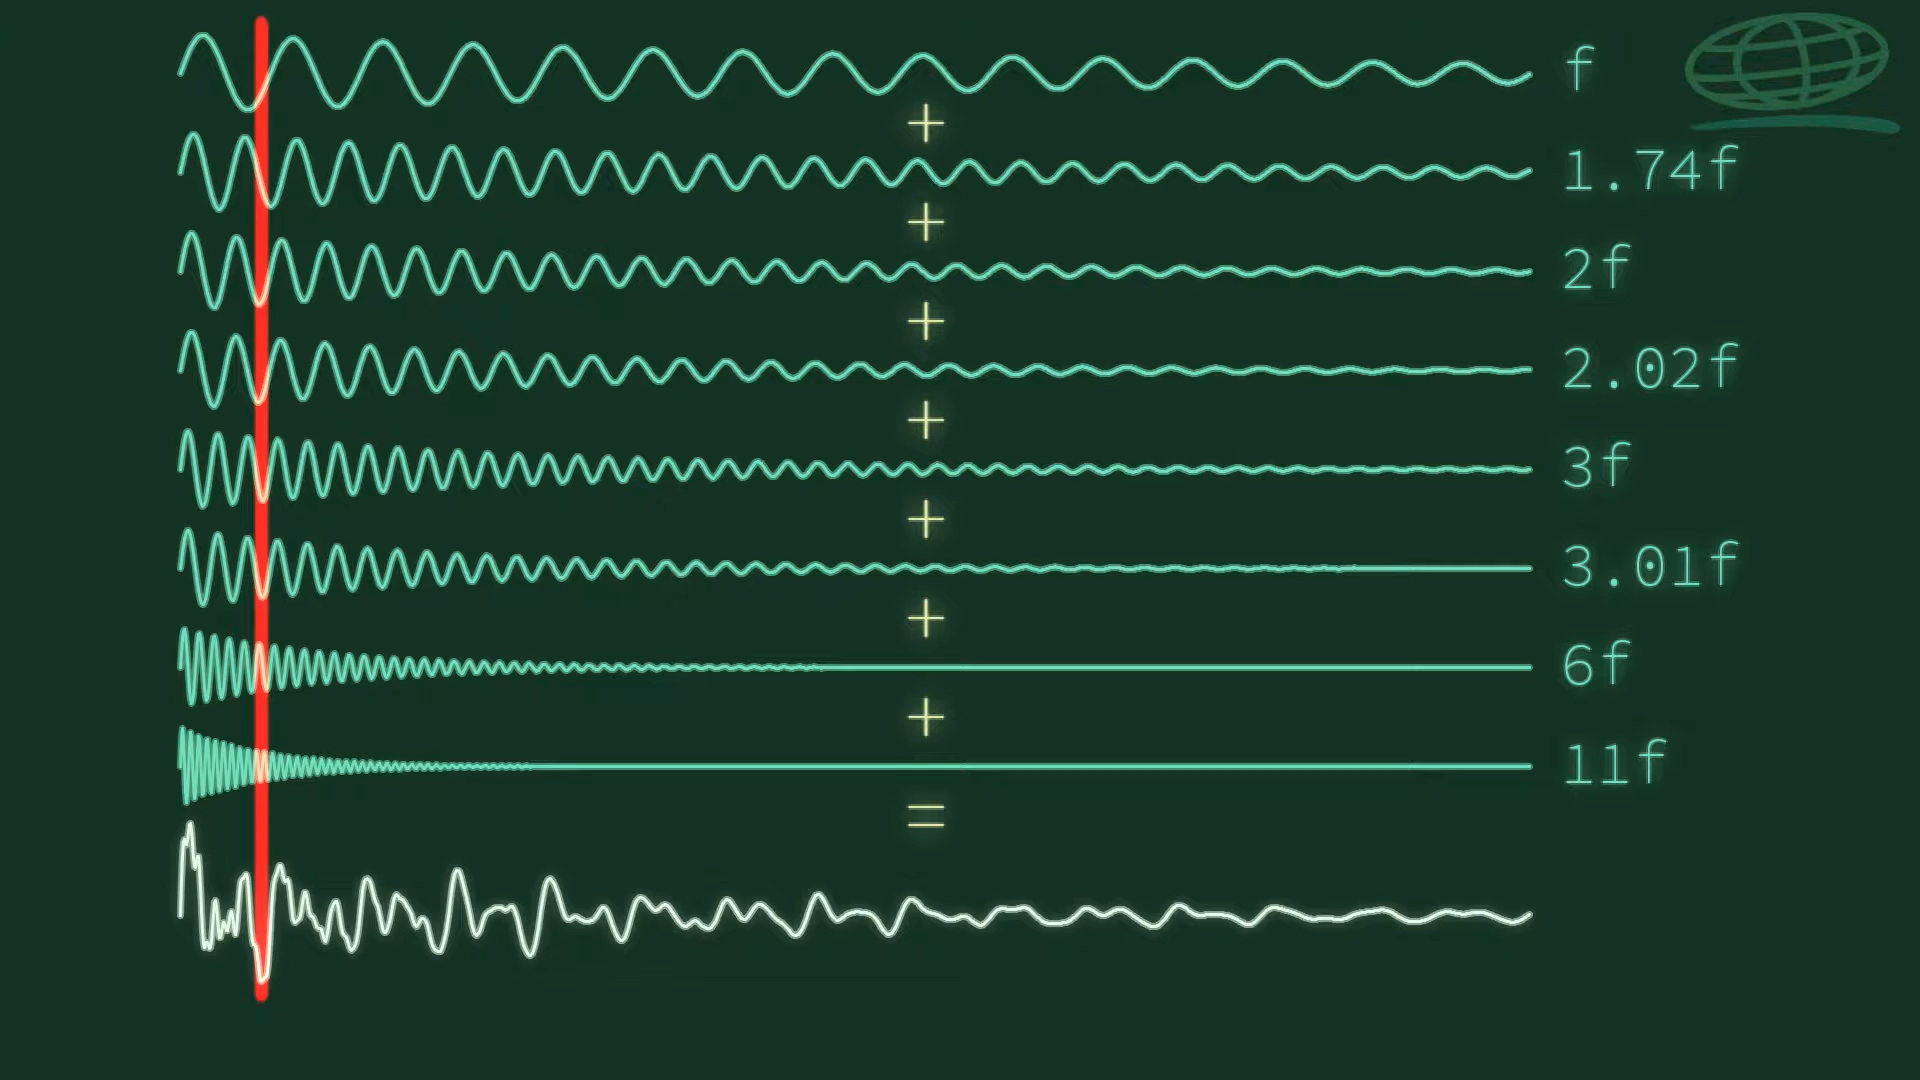 f
+
1.74f
+
2f
+
2.02f
+
3f
+
3.01f
+
6f
+
11f
=